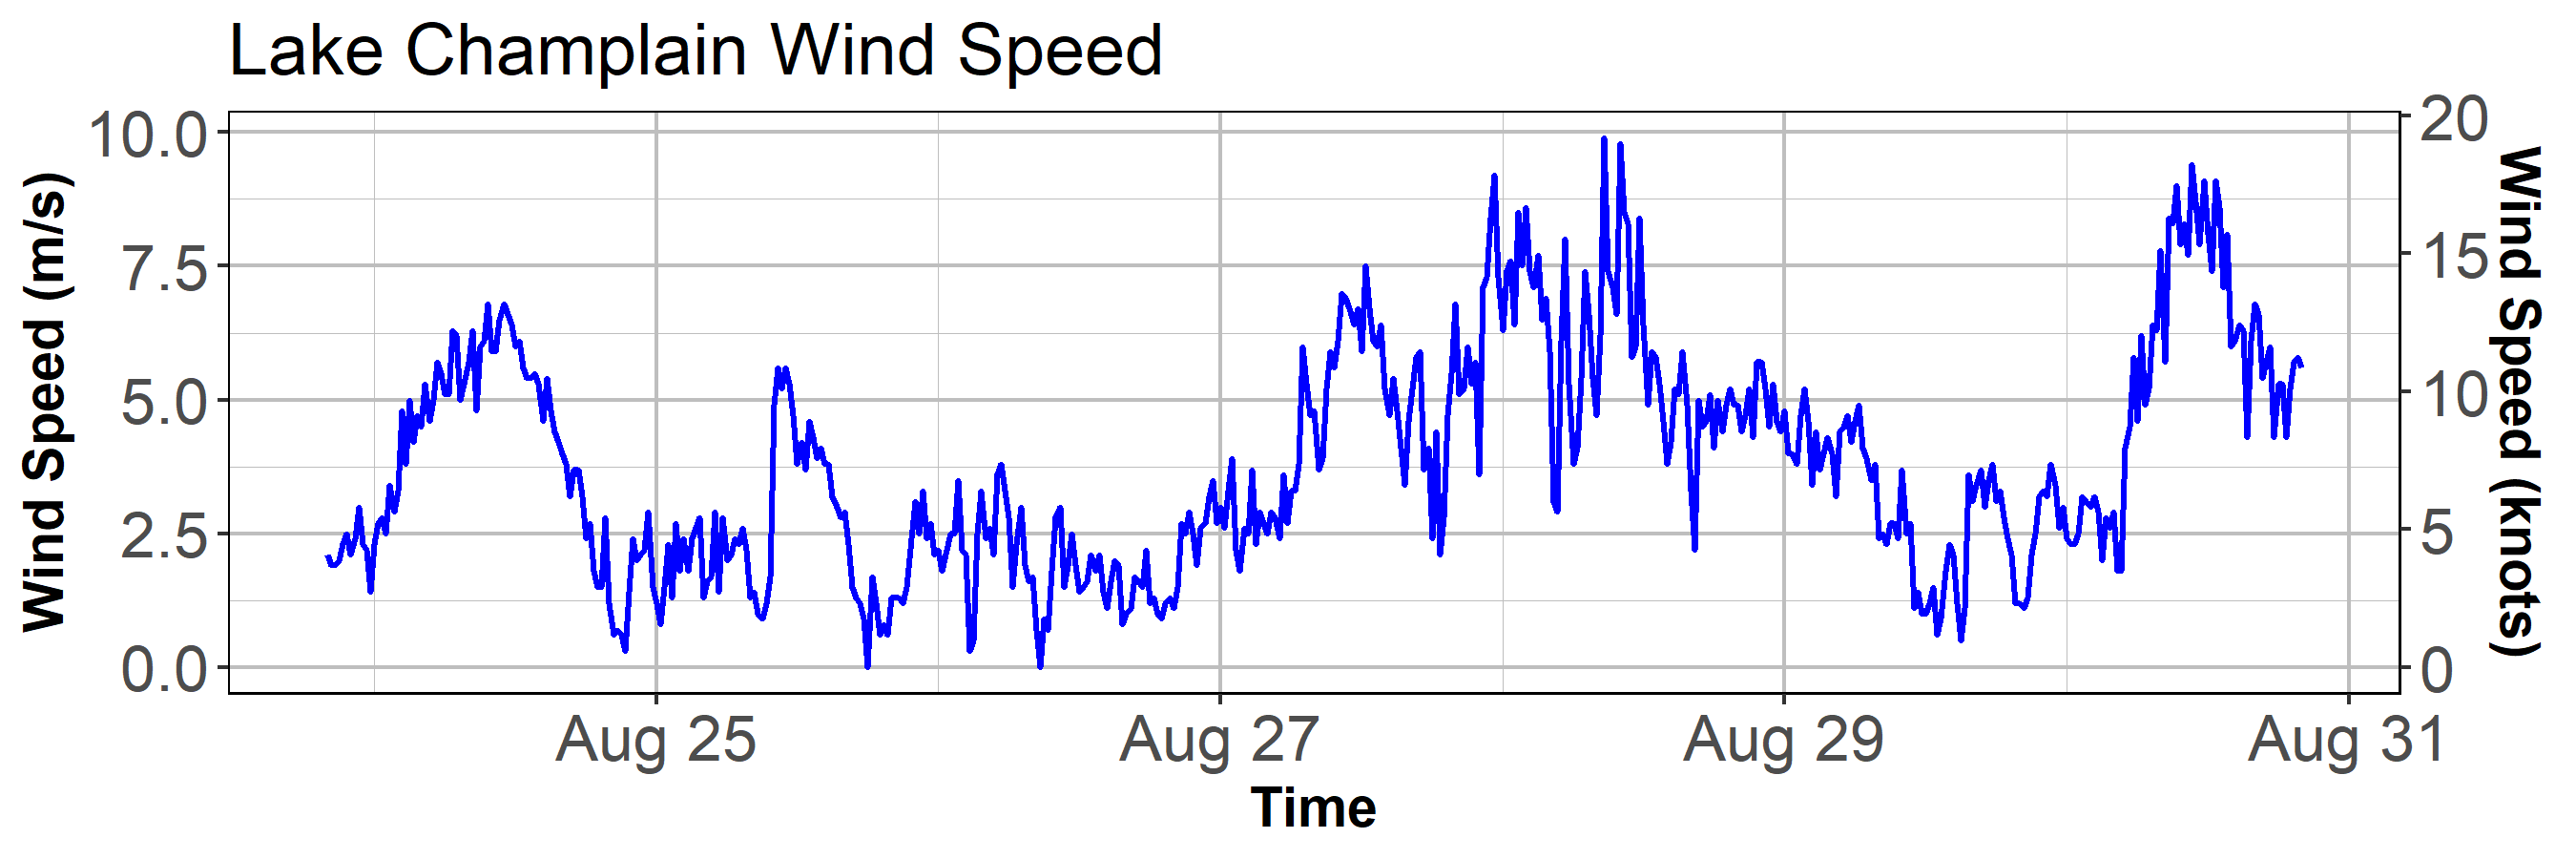 Lake Champlain Wind Speed
Wind Speed (m/s)
10.0
7.5
5.0
2.5
0.0
20
15
10
5
0
Wind Speed (knots)
Aug 25
Aug 27
Aug 29
Aug 31
Time